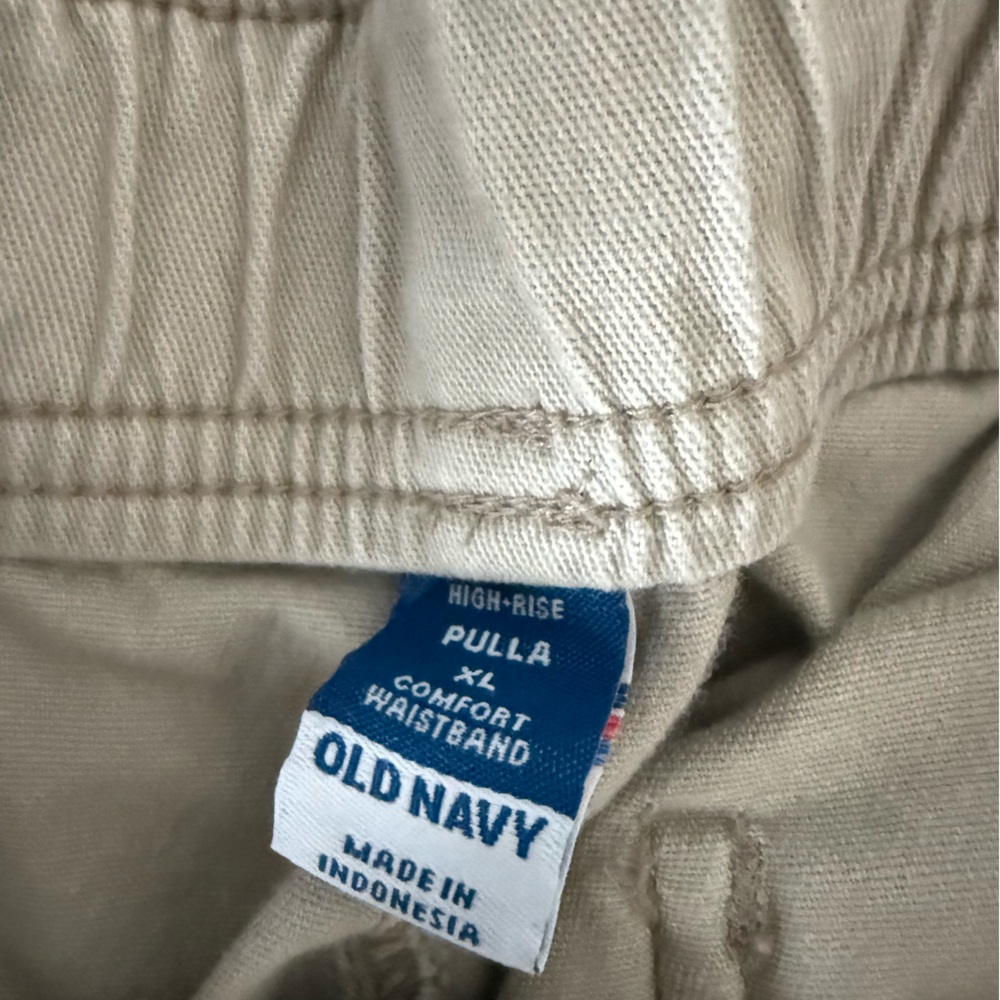 HIGH-RISE
PULLA
XL
COMFORT
WAISTBAND
OLD NAVY
MADE IN
INDONESIA